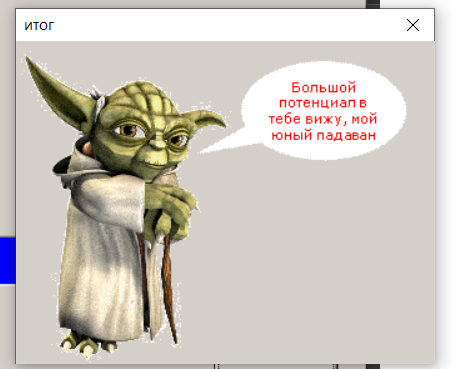 итог
Большой
потенциал в
тебе вижу, мой
юный падаван